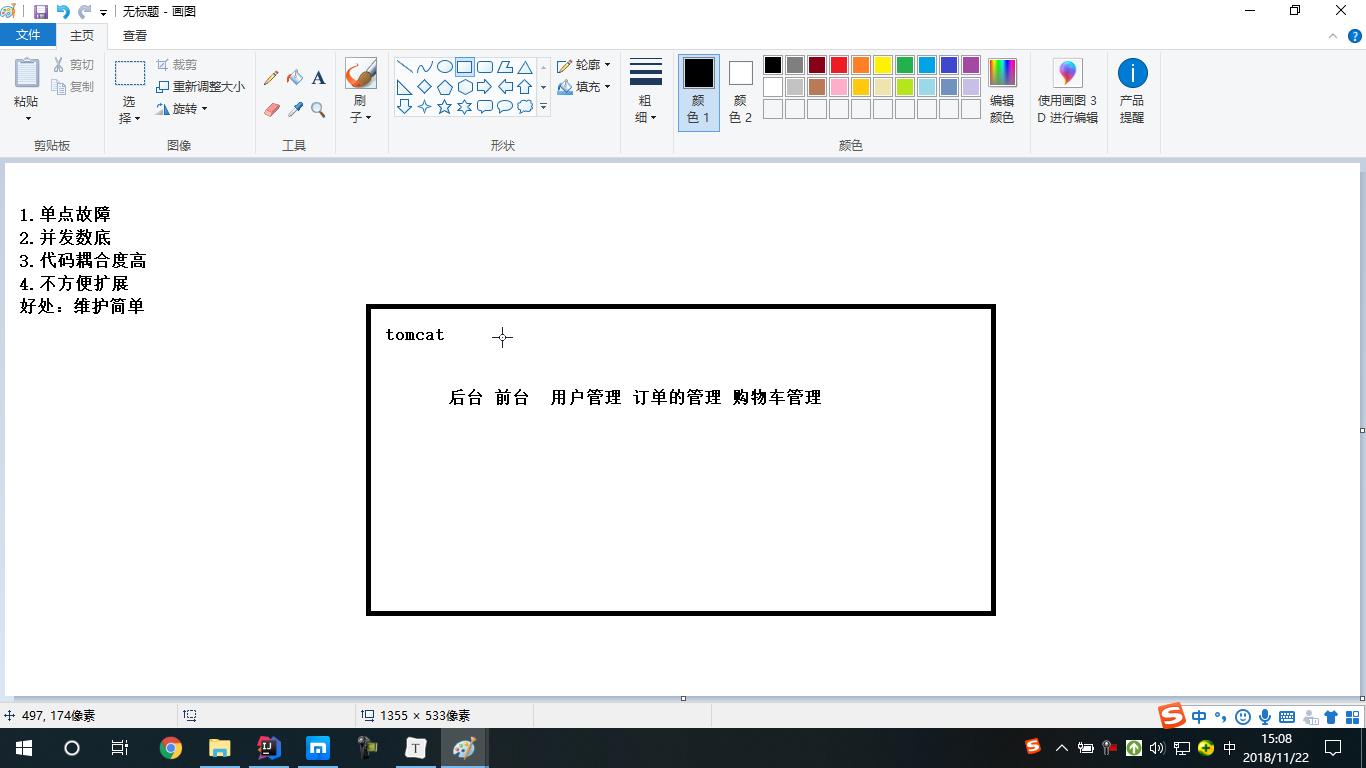 无标题 - 画图
文件 主页 查看
粘贴 剪切 复制 剪贴板
选择 裁剪 重新调整大小 旋转 图像
A
工具
刷子
轮廓 填充 形状
粗细
颜色 1 颜色 2 编辑颜色 颜色
使用画图 3D 进行编辑
产品提醒
1.单点故障
2.并发数底
3.代码耦合度高
4.不方便扩展
好处：维护简单
tomcat
后台 前台 用户管理 订单的管理 购物车管理
497, 174像素 1355 × 533像素
S 中
中 15:08
2018/11/22